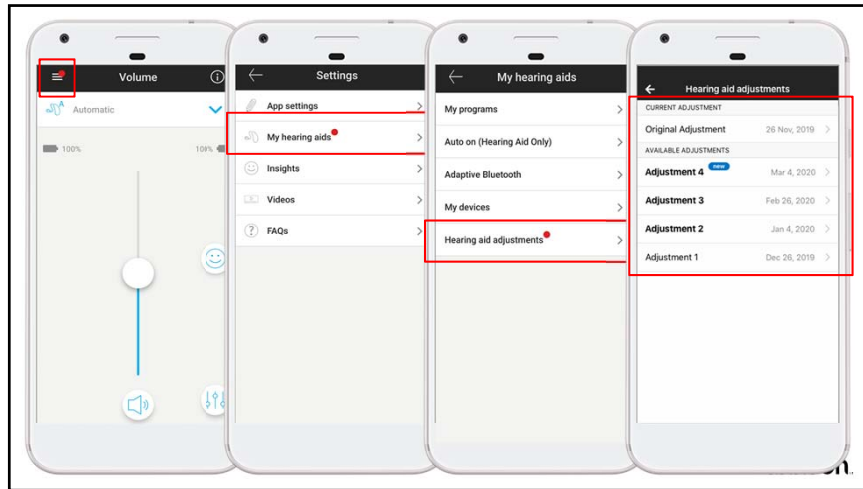 Volume
Automatic
100%
Settings
App settings
My hearing aids
Insights
Videos
FAQs
My hearing aids
My programs
Auto on (Hearing Aid Only)
Adaptive Bluetooth
My devices
Hearing aid adjustments
Hearing aid adjustments
CURRENT ADJUSTMENT
Original Adjustment 26 Nov, 2019
AVAILABLE ADJUSTMENTS
Adjustment 4 new Mar 4, 2020
Adjustment 3 Feb 26, 2020
Adjustment 2 Jan 4, 2020
Adjustment 1 Dec 26, 2019